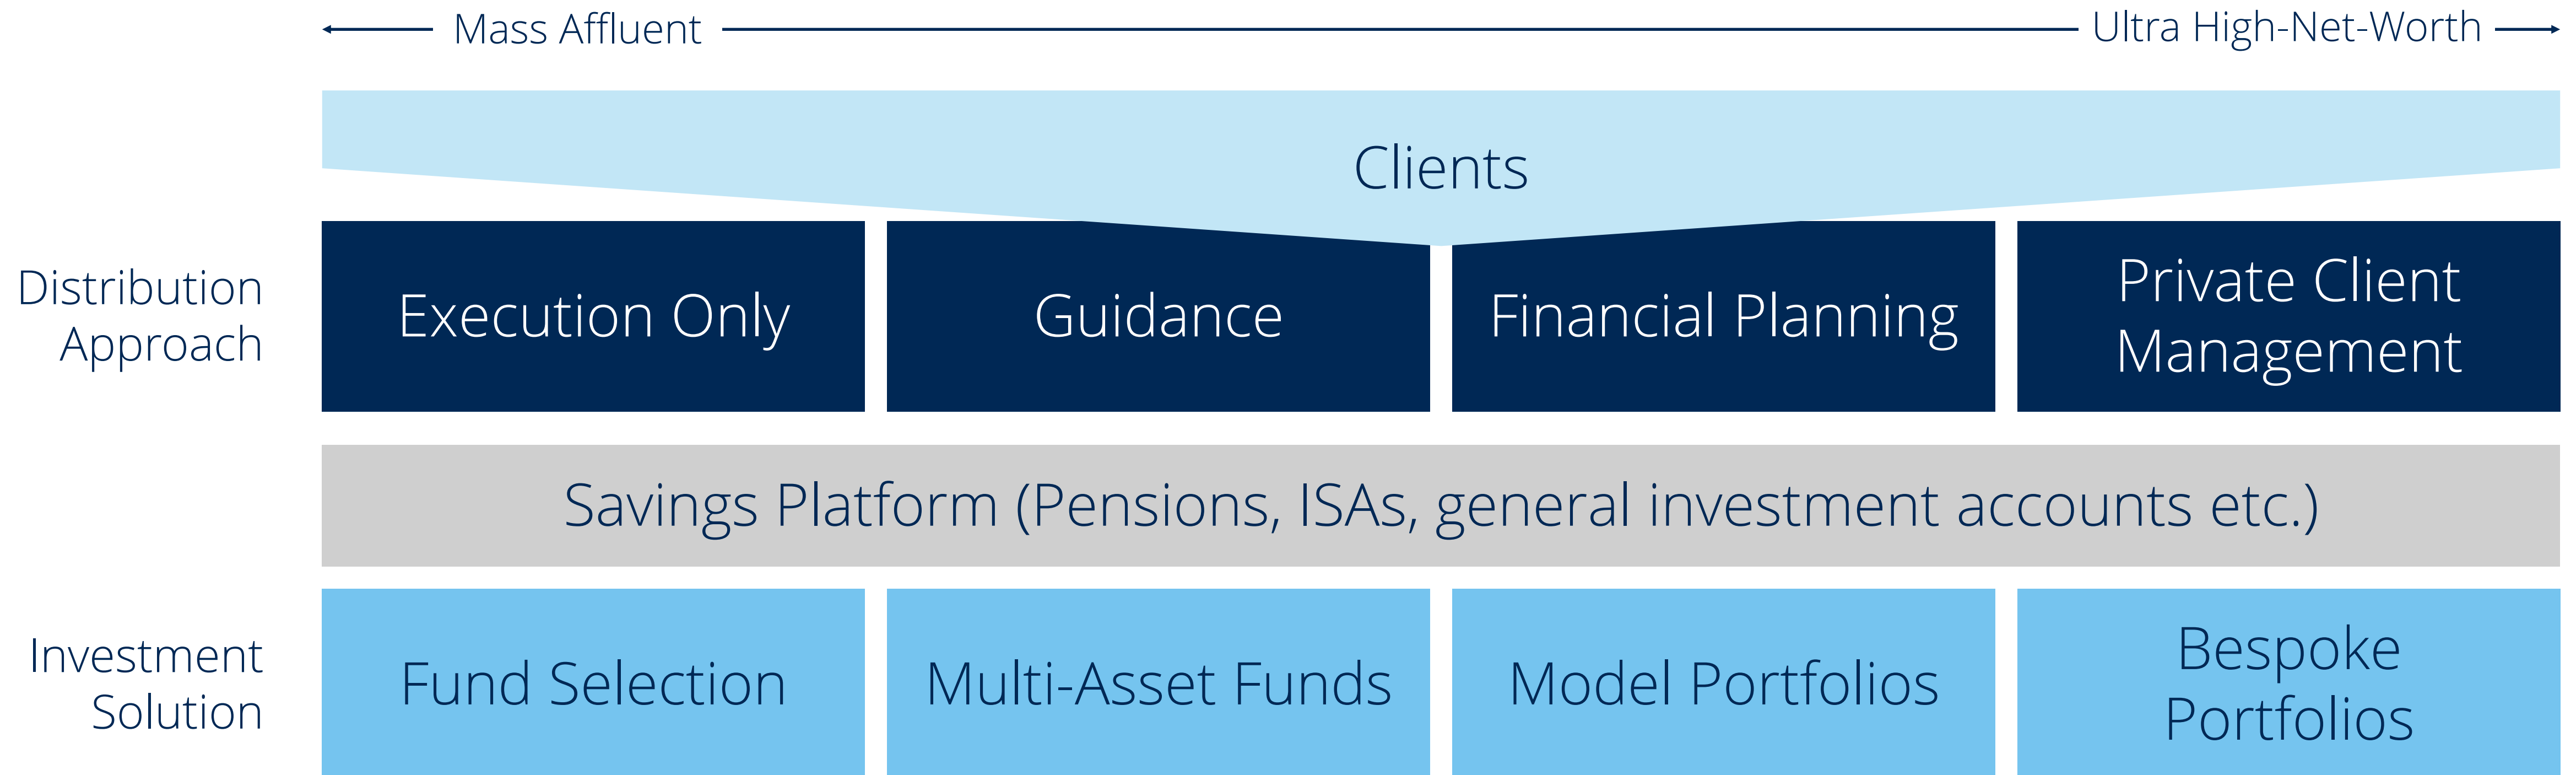 Mass Affluent
Ultra High-Net-Worth
Clients
Distribution
Approach
Execution Only
Guidance
Financial Planning
Private Client
Management
Savings Platform (Pensions, ISAs, general investment accounts etc.)
Investment
Solution
Fund Selection
Multi-Asset Funds
Model Portfolios
Bespoke
Portfolios